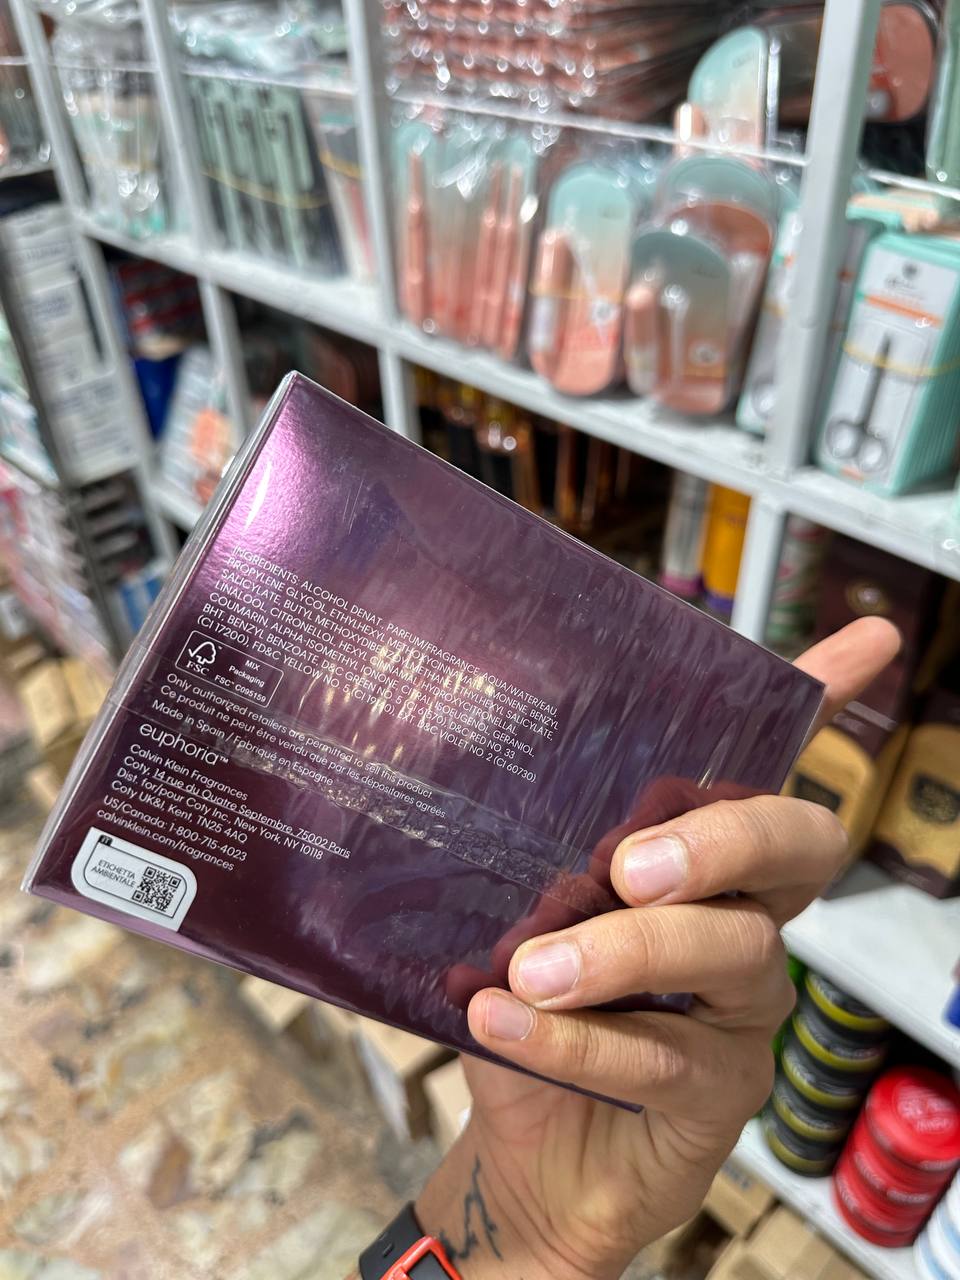 INGREDIENTS: ALCOHOL DENAT., PARFUM/FRAGRANCE, AQUA/WATER/EAU,
PROPYLENE GLYCOL, ETHYLHEXYL METHOXYCINNAMATE, LIMONENE, BENZYL
SALICYLATE, BUTYL METHOXYDIBENZOYLMETHANE, ETHYLHEXYL SALICYLATE,
LINALOOL, CITRONELLOL, HEXYL CINNAMAL, HYDROXYCITRONELLAL,
COUMARIN, ALPHA-ISOMETHYL IONONE, CITRAL, ISOEUGENOL, GERANIOL,
BHT, BENZYL BENZOATE, D&C GREEN NO. 5 (CI 61570), D&C RED NO. 33
(CI 17200), FD&C YELLOW NO. 5 (CI 19140), EXT. D&C VIOLET NO. 2 (CI 60730)
FSC
MIX
Packaging
FSC™ C095159
Only authorized retailers are permitted to sell this product.
Ce produit ne peut être vendu que par les dépositaires agréés.
Made in Spain / Fabriqué en Espagne
euphoria™
Calvin Klein Fragrances
Coty, 14 rue du Quatre Septembre, 75002 Paris
Dist. for/pour Coty Inc. New York, NY 10118
Coty UK&I, Kent, TN25 4AQ
US/Canada: 1-800-715-4023
calvinklein.com/fragrances
IT
ETICHETTA
AMBIENTALE